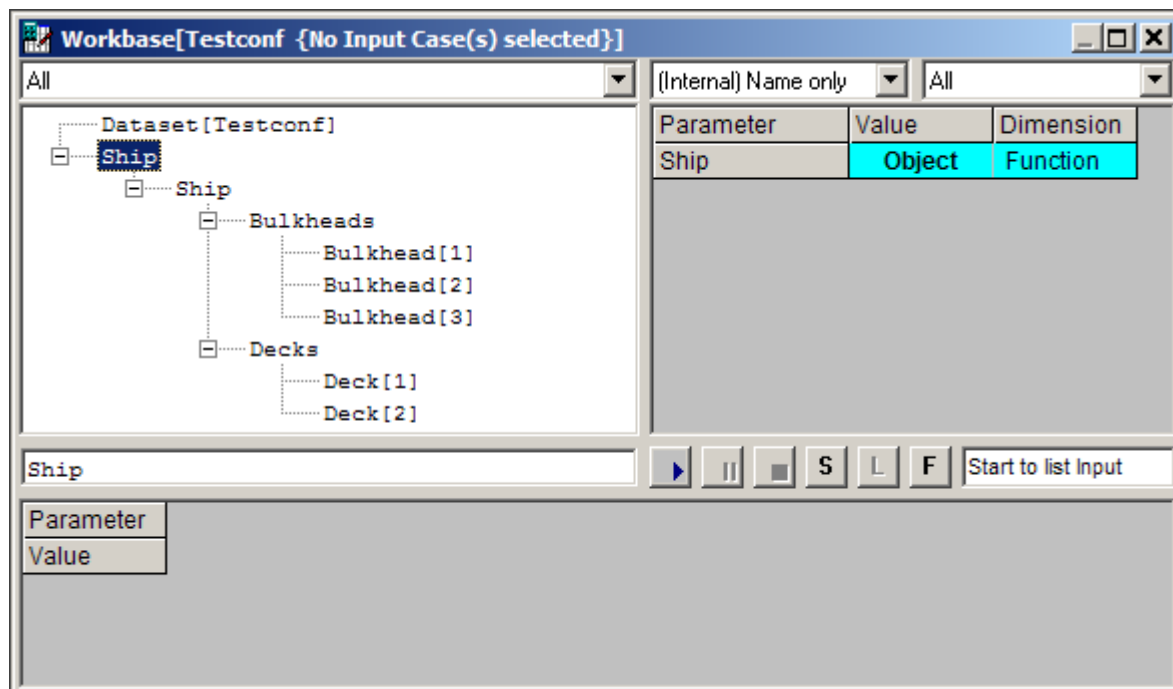 Workbase[Testconf {No Input Case(s) selected}]
All
(Internal) Name only All
Dataset[Testconf]
Ship
Ship
Bulkheads
Bulkhead[1]
Bulkhead[2]
Bulkhead[3]
Decks
Deck[1]
Deck[2]
Parameter Value Dimension
Ship Object Function
Ship
S L F Start to list Input
Parameter
Value